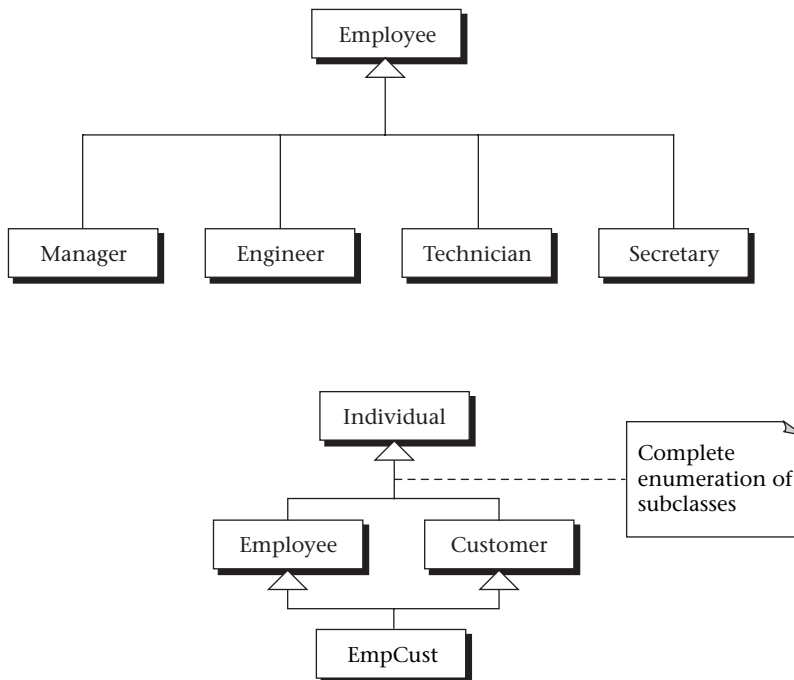 Employee
Manager
Engineer
Technician
Secretary
Individual
Complete
enumeration of
subclasses
Employee
Customer
EmpCust